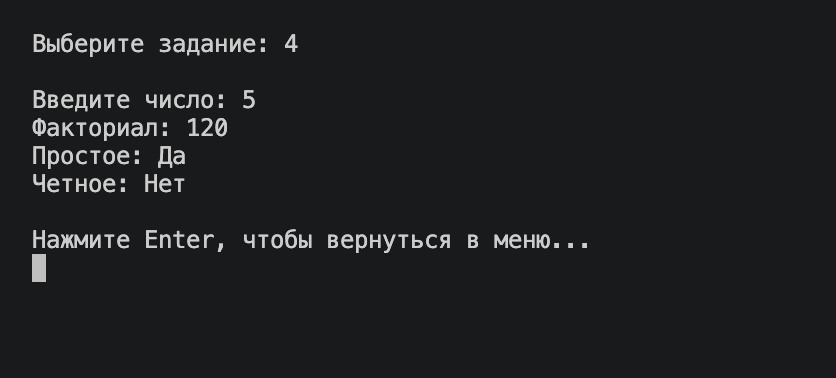 Выберите задание: 4
Введите число: 5
Факториал: 120
Простое: Да
Четное: Нет
Нажмите Enter, чтобы вернуться в меню...